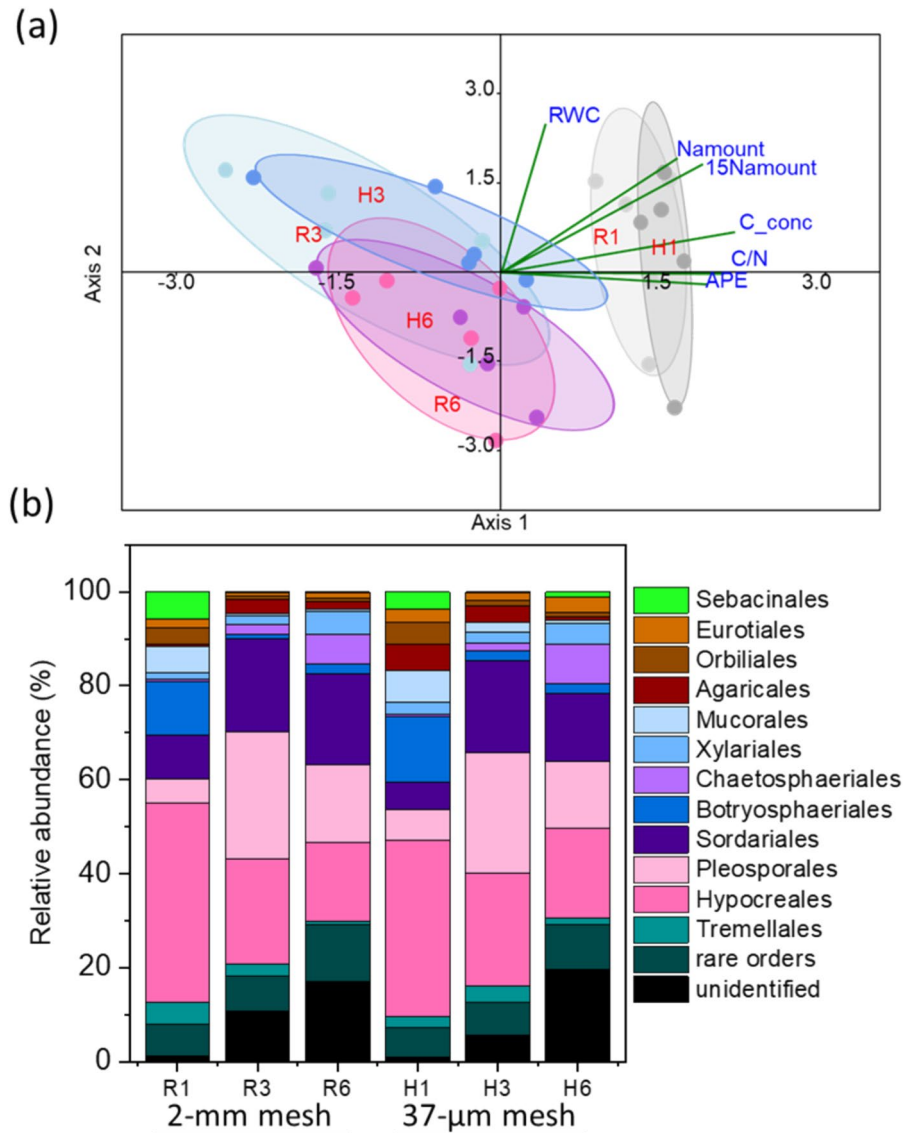 (a)
3.0
RWC
Namount
1.5
15Namount
H3
C_conc
R3
R1
H1
C/N
Axis 2
-3.0
-1.5
1.5
3.0
APE
H6
-1.5
R6
-3.0
Axis 1
(b)
Relative abundance (%)
100
80
60
40
20
0
Sebacinales
Eurotiales
Orbiliales
Agaricales
Mucorales
Xylariales
Chaetosphaeriales
Botryosphaeriales
Sordariales
Pleosporales
Hypocreales
Tremellales
rare orders
unidentified
R1 R3 R6 H1 H3 H6
2-mm mesh 37-µm mesh